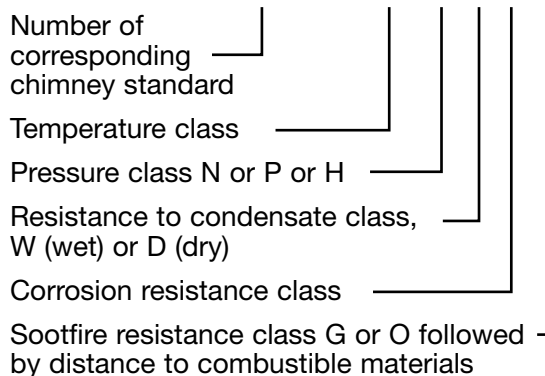 Number of
corresponding
chimney standard
Temperature class
Pressure class N or P or H
Resistance to condensate class,
W (wet) or D (dry)
Corrosion resistance class
Sootfire resistance class G or O followed
by distance to combustible materials